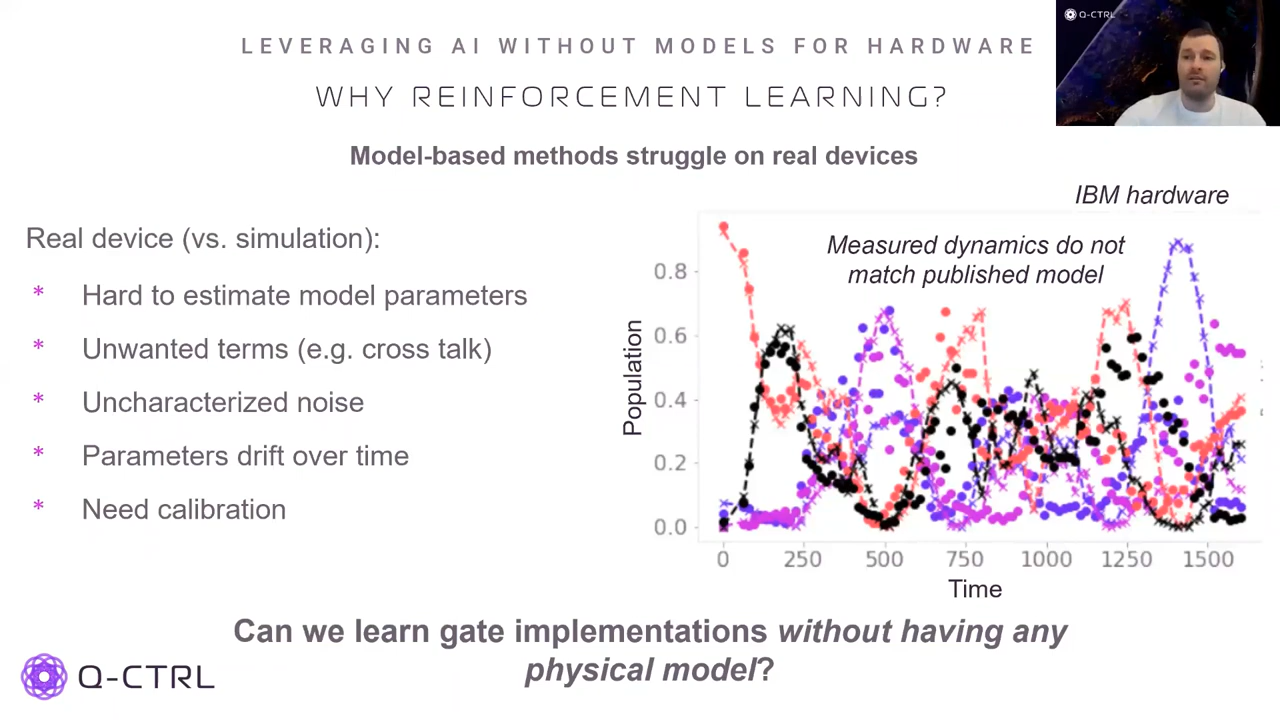 LEVERAGING AI WITHOUT MODELS FOR HARDWARE
Q-CTRL
WHY REINFORCEMENT LEARNING?
Model-based methods struggle on real devices
IBM hardware
Real device (vs. simulation):
* Hard to estimate model parameters
* Unwanted terms (e.g. cross talk)
* Uncharacterized noise
* Parameters drift over time
* Need calibration
Measured dynamics do not
match published model
Population
0.8
0.6
0.4
0.2
0.0
0 250 500 750 1000 1250 1500
Time
Can we learn gate implementations without having any
physical model?
Q-CTRL